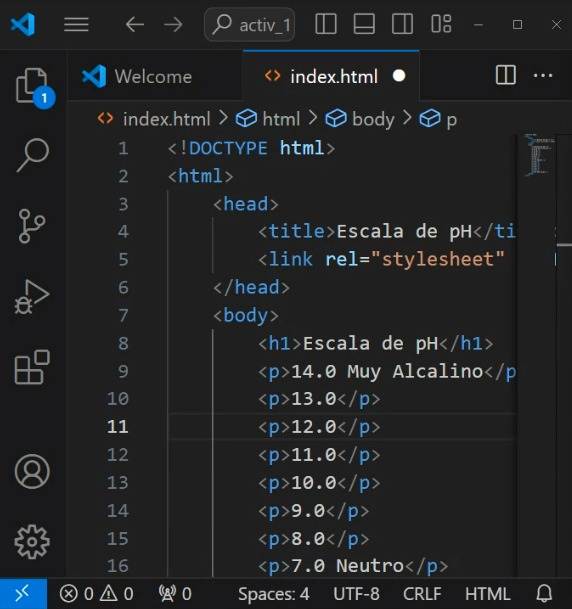 activ_1
Welcome
index.html
index.html > html > body > p
1 <!DOCTYPE html>
2 <html>
3 <head>
4 <title>Escala de pH</ti
5 <link rel="stylesheet"
6 </head>
7 <body>
8 <h1>Escala de pH</h1>
9 <p>14.0 Muy Alcalino</p
10 <p>13.0</p>
11 <p>12.0</p>
12 <p>11.0</p>
13 <p>10.0</p>
14 <p>9.0</p>
15 <p>8.0</p>
16 <p>7.0 Neutro</p>
1
0 0 0 Spaces: 4 UTF-8 CRLF HTML